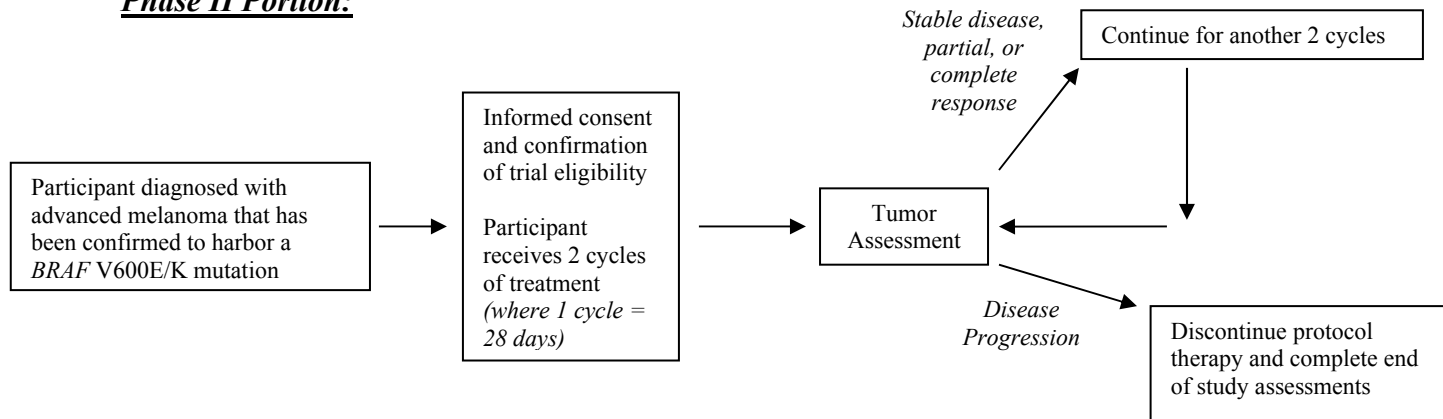 Phase II Portion:
Participant diagnosed with
advanced melanoma that has
been confirmed to harbor a
BRAF V600E/K mutation
Informed consent
and confirmation
of trial eligibility
Participant
receives 2 cycles
of treatment
(where 1 cycle =
28 days)
Tumor
Assessment
Stable disease,
partial, or
complete
response
Continue for another 2 cycles
Disease
Progression
Discontinue protocol
therapy and complete end
of study assessments